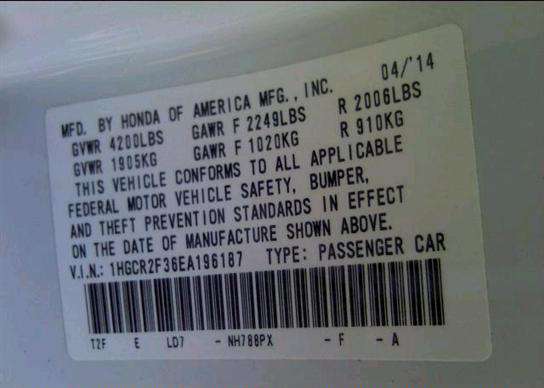 MFD. BY HONDA OF AMERICA MFG., INC. 04/'14
GVWR 4200LBS GAWR F 2249LBS R 2006LBS
GVWR 1905KG GAWR F 1020KG R 910KG
THIS VEHICLE CONFORMS TO ALL APPLICABLE
FEDERAL MOTOR VEHICLE SAFETY, BUMPER,
AND THEFT PREVENTION STANDARDS IN EFFECT
ON THE DATE OF MANUFACTURE SHOWN ABOVE.
V.I.N.: 1HGCR2F36EA196187 TYPE: PASSENGER CAR
T2F E LD7 - NH788PX - F - A